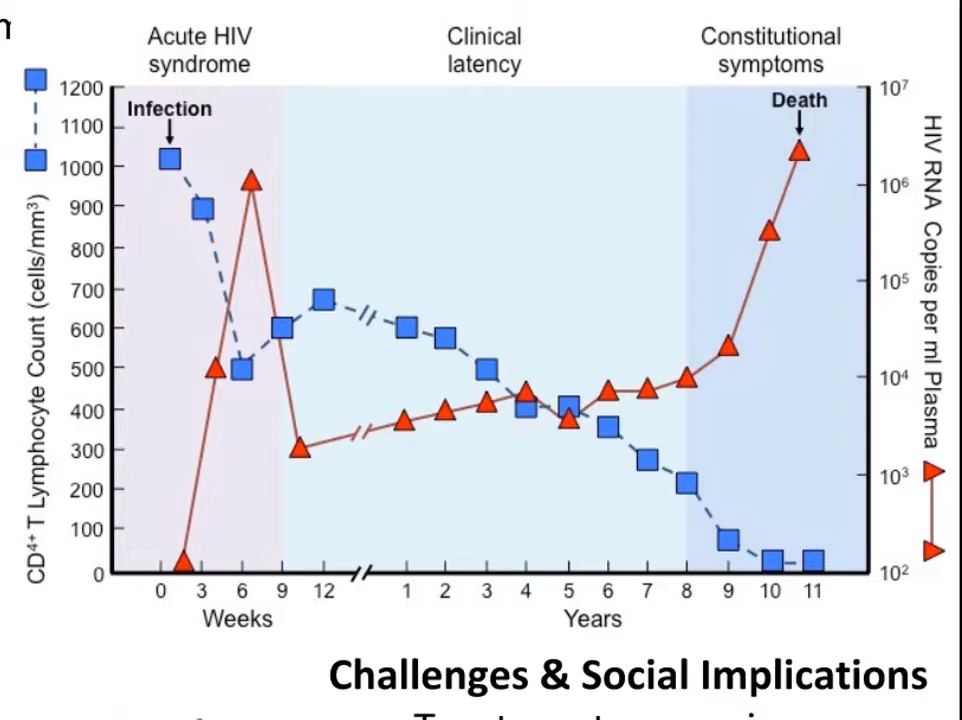 Acute HIV
syndrome
Clinical
latency
Constitutional
symptoms
1200
1100
1000
900
800
700
600
500
400
300
200
100
0
CD4+ T Lymphocyte Count (cells/mm³)
Infection
Death
10⁷
10⁶
10⁵
10⁴
10³
10²
HIV RNA Copies per ml Plasma
0 3 6 9 12 1 2 3 4 5 6 7 8 9 10 11
Weeks Years
Challenges & Social Implications